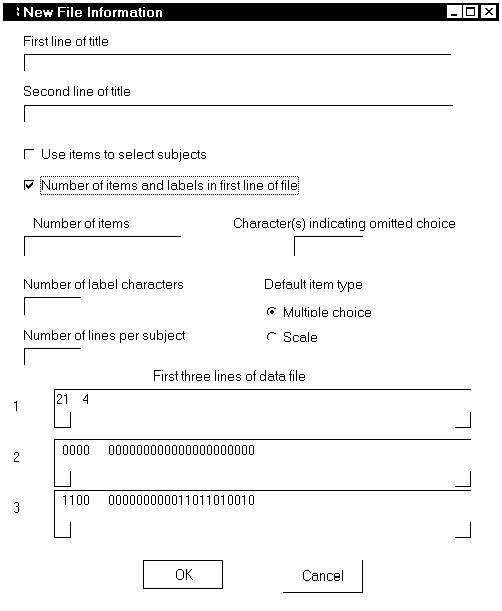 New File Information
First line of title
Second line of title
Use items to select subjects
Number of items and labels in first line of file
Number of items Character(s) indicating omitted choice
Number of label characters Default item type
Multiple choice
Number of lines per subject Scale
First three lines of data file
1 21 4
2 0000 000000000000000000000
3 1100 000000000011011010010
OK Cancel